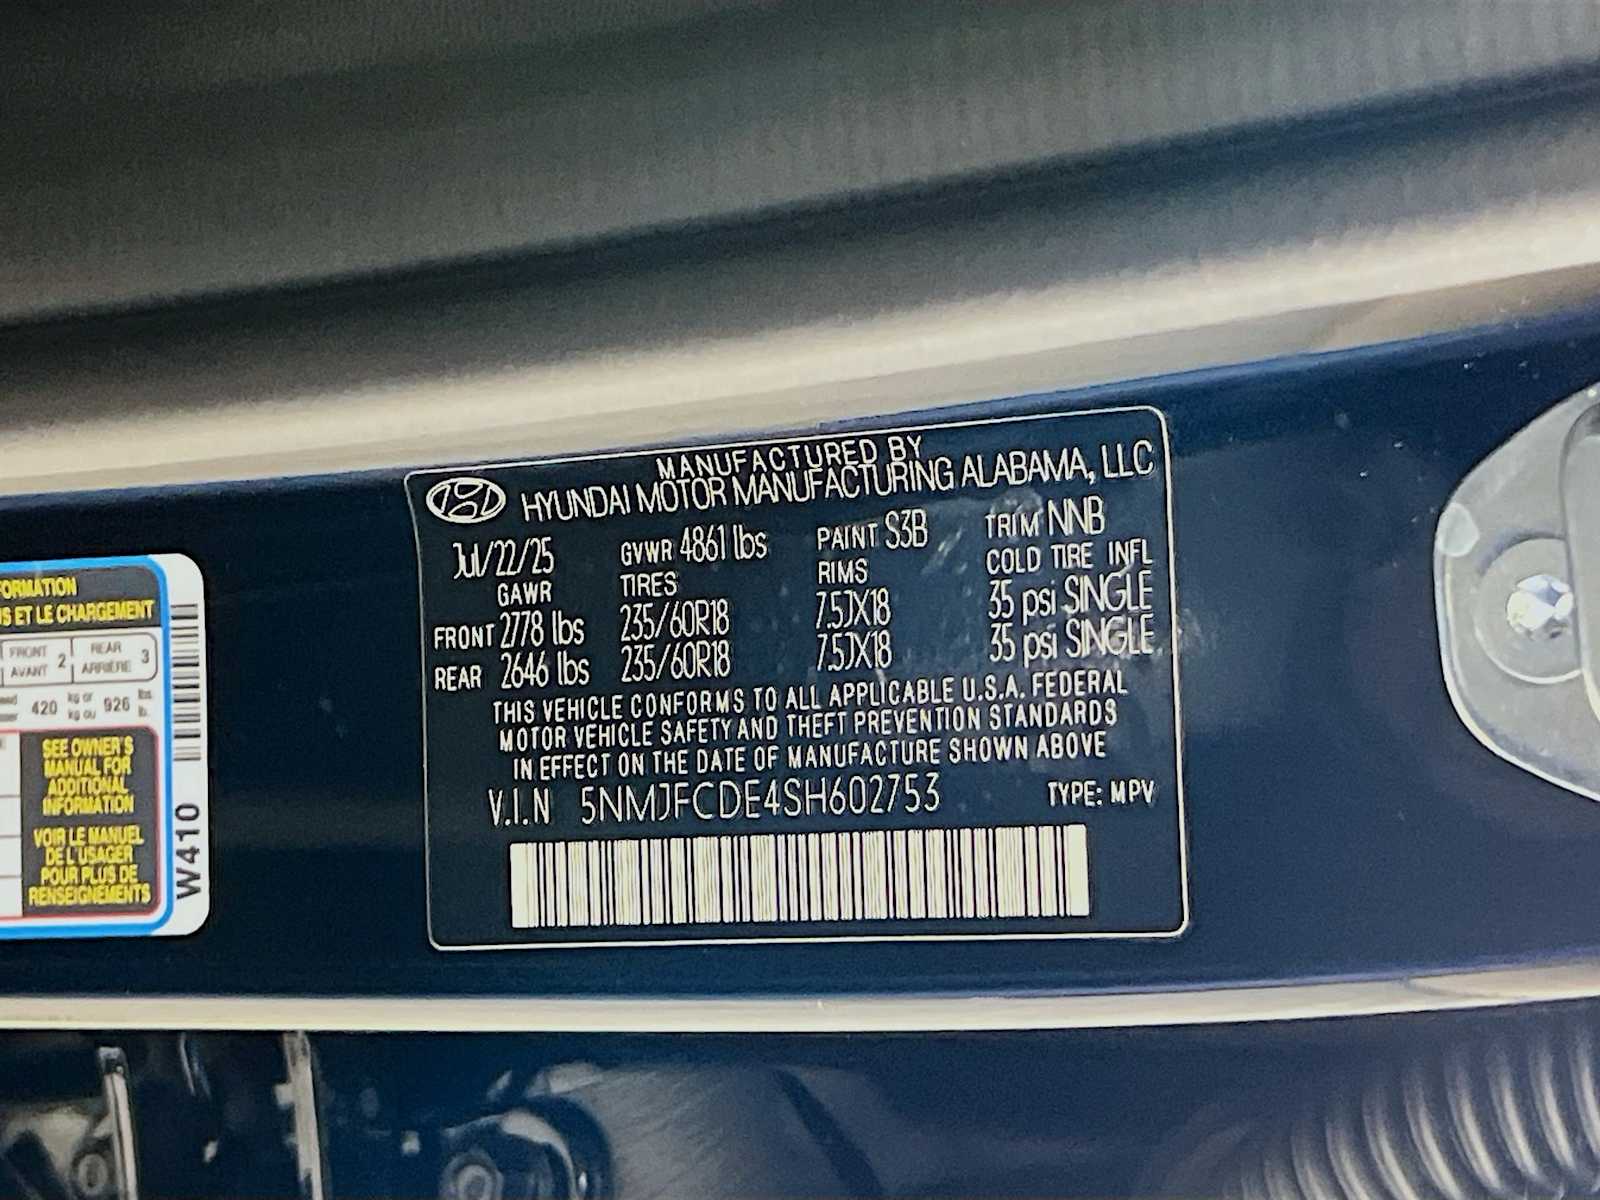 MANUFACTURED BY
HYUNDAI MOTOR MANUFACTURING ALABAMA, LLC
Jul/22/25 GVWR 4861 lbs PAINT S3B TRIM NNB
GAWR TIRES RIMS COLD TIRE INFL
FRONT 2778 lbs 235/60R18 7.5JX18 35 psi SINGLE
REAR 2646 lbs 235/60R18 7.5JX18 35 psi SINGLE
THIS VEHICLE CONFORMS TO ALL APPLICABLE U.S.A. FEDERAL
MOTOR VEHICLE SAFETY AND THEFT PREVENTION STANDARDS
IN EFFECT ON THE DATE OF MANUFACTURE SHOWN ABOVE
V.I.N 5NMJFCDE4SH602753 TYPE: MPV
ET LE CHARGEMENT
FRONT 2 REAR 3
AVANT ARRIÈRE
420 kg or 926 lbs.
kg ou lb.
SEE OWNER'S
MANUAL FOR
ADDITIONAL
INFORMATION
VOIR LE MANUEL
DE L'USAGER
POUR PLUS DE
RENSEIGNEMENTS
W410